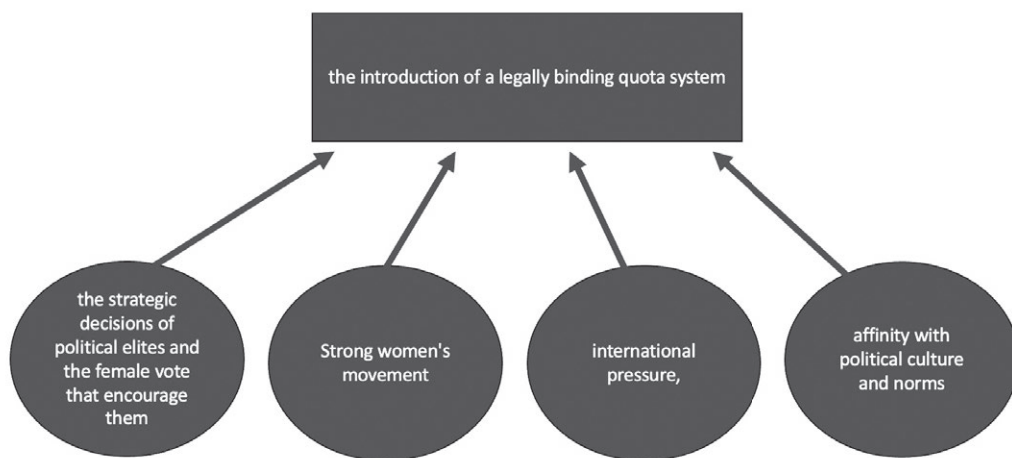 the introduction of a legally binding quota system
the strategic
decisions of
political elites and
the female vote
that encourage
them
Strong women's
movement
international
pressure,
affinity with
political culture
and norms